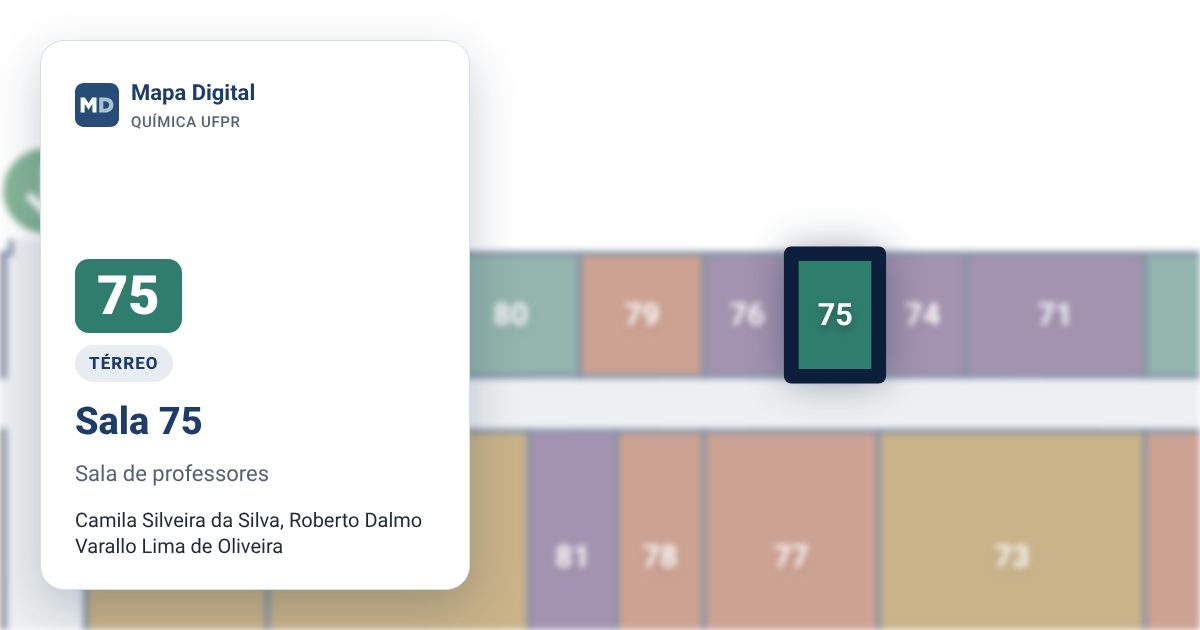 MD
Mapa Digital
QUÍMICA UFPR
75
TÉRREO
Sala 75
Sala de professores
Camila Silveira da Silva, Roberto Dalmo
Varallo Lima de Oliveira
80
79
76
75
74
71
81
78
77
73